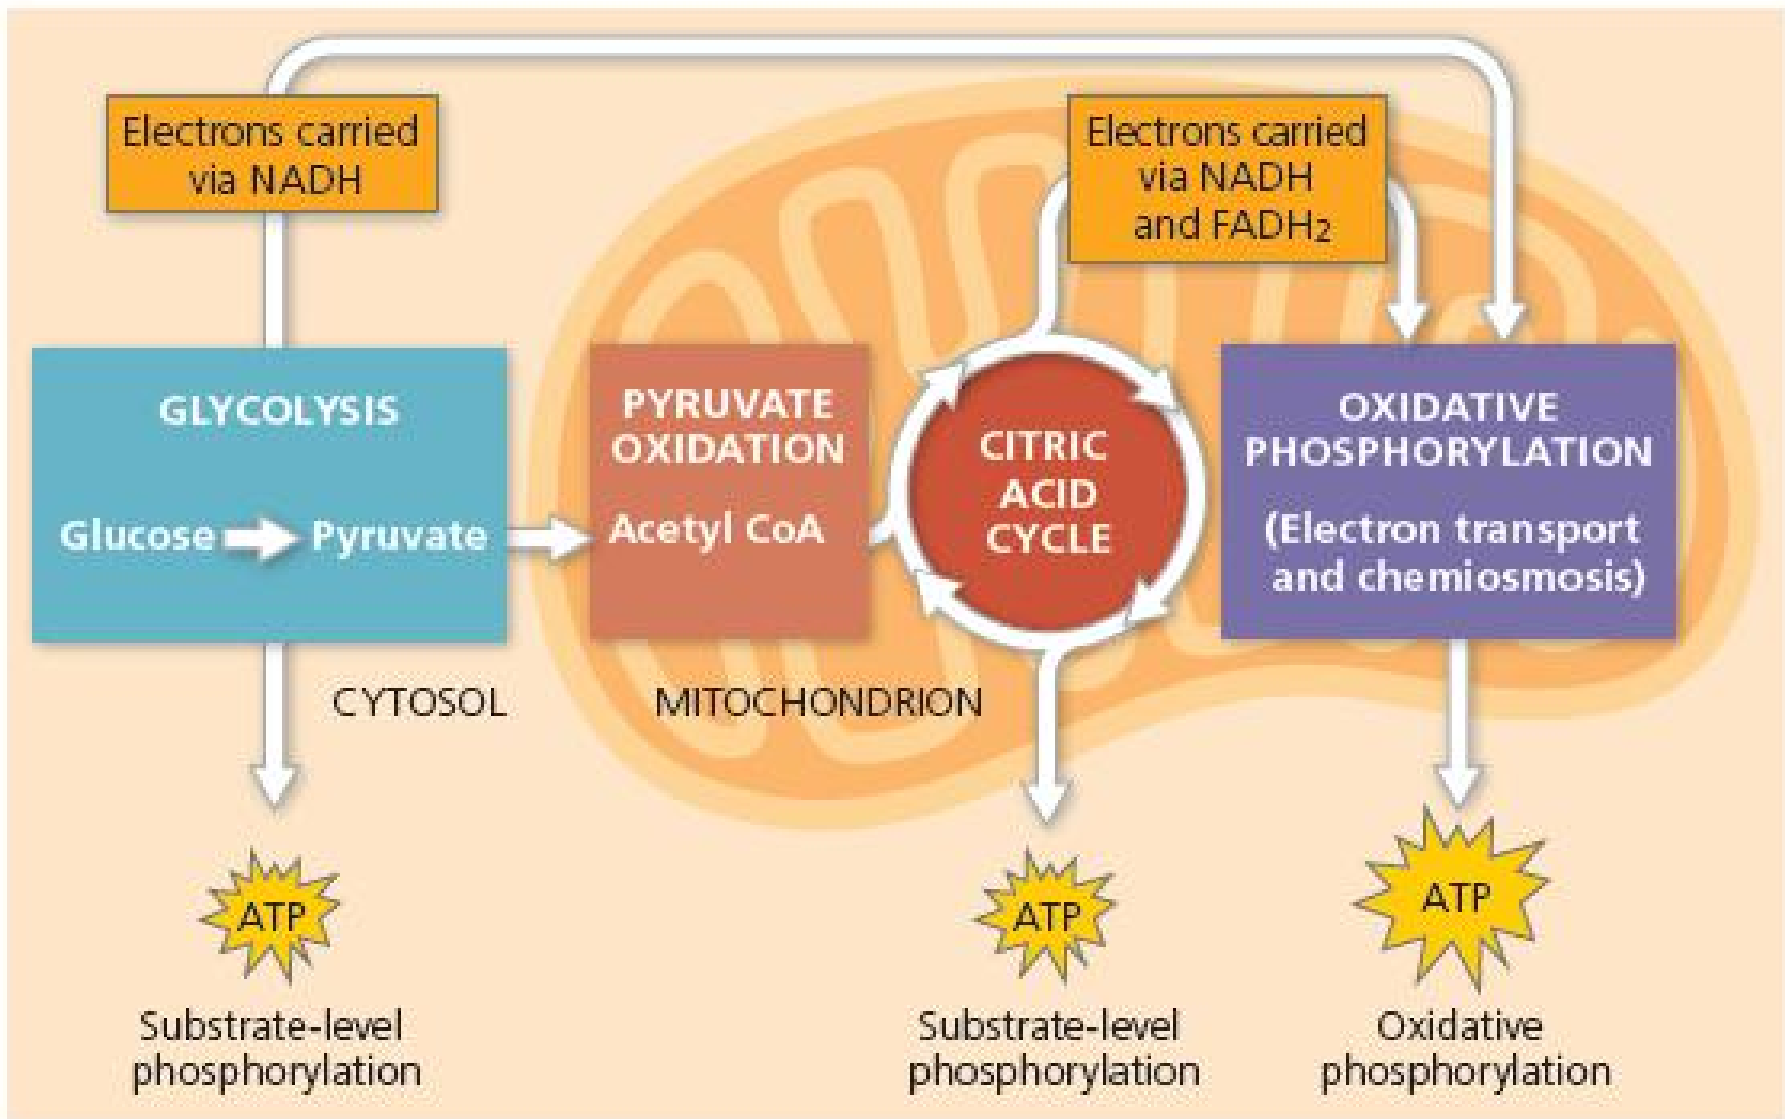 Electrons carried
via NADH
Electrons carried
via NADH
and FADH₂
GLYCOLYSIS
Glucose
Pyruvate
PYRUVATE
OXIDATION
Acetyl CoA
CITRIC
ACID
CYCLE
OXIDATIVE
PHOSPHORYLATION
(Electron transport
and chemiosmosis)
CYTOSOL
MITOCHONDRION
ATP
ATP
ATP
Substrate-level
phosphorylation
Substrate-level
phosphorylation
Oxidative
phosphorylation